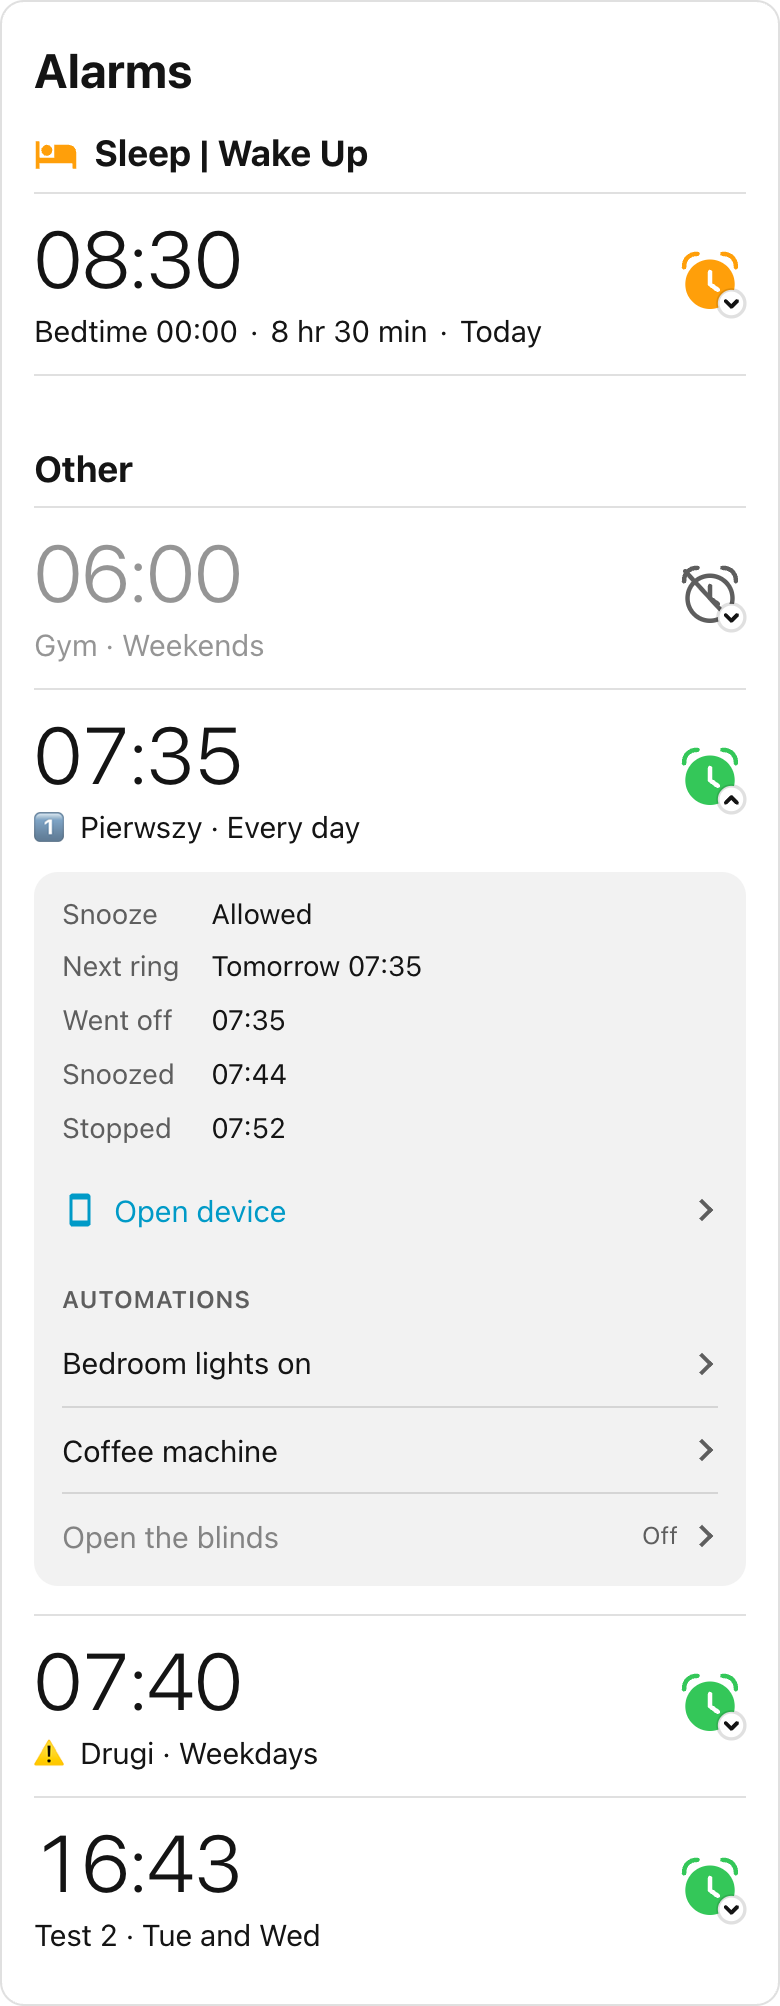 Alarms
Sleep | Wake Up
08:30
Bedtime 00:00 · 8 hr 30 min · Today
Other
06:00
Gym · Weekends
07:35
1️⃣ Pierwszy · Every day
Snooze Allowed
Next ring Tomorrow 07:35
Went off 07:35
Snoozed 07:44
Stopped 07:52
Open device
AUTOMATIONS
Bedroom lights on
Coffee machine
Open the blinds Off
07:40
⚠️ Drugi · Weekdays
16:43
Test 2 · Tue and Wed